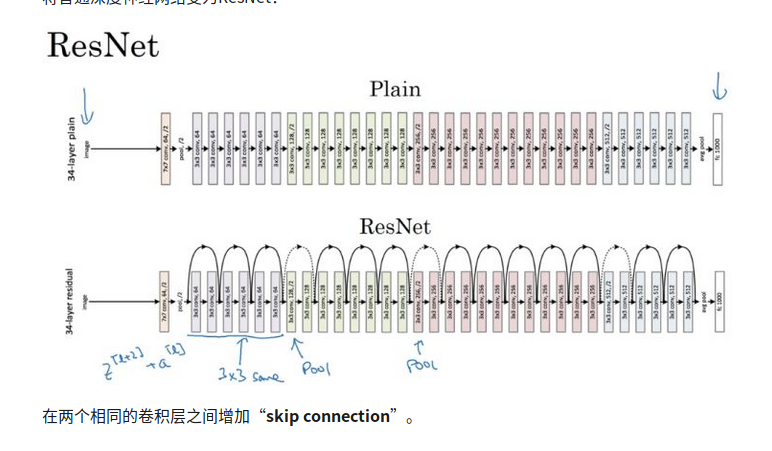 将普通深度神经网络变为ResNet：
ResNet
Plain
34-layer plain
image
7x7 conv, 64, /2
pool, /2
3x3 conv, 64
3x3 conv, 64
3x3 conv, 64
3x3 conv, 64
3x3 conv, 64
3x3 conv, 64
3x3 conv, 128, /2
3x3 conv, 128
3x3 conv, 128
3x3 conv, 128
3x3 conv, 128
3x3 conv, 128
3x3 conv, 128
3x3 conv, 128
3x3 conv, 256, /2
3x3 conv, 256
3x3 conv, 256
3x3 conv, 256
3x3 conv, 256
3x3 conv, 256
3x3 conv, 256
3x3 conv, 256
3x3 conv, 256
3x3 conv, 256
3x3 conv, 256
3x3 conv, 256
3x3 conv, 512, /2
3x3 conv, 512
3x3 conv, 512
3x3 conv, 512
3x3 conv, 512
3x3 conv, 512
avg pool
fc 1000
ResNet
34-layer residual
image
7x7 conv, 64, /2
pool, /2
3x3 conv, 64
3x3 conv, 64
3x3 conv, 64
3x3 conv, 64
3x3 conv, 64
3x3 conv, 64
3x3 conv, 128, /2
3x3 conv, 128
3x3 conv, 128
3x3 conv, 128
3x3 conv, 128
3x3 conv, 128
3x3 conv, 128
3x3 conv, 128
3x3 conv, 256, /2
3x3 conv, 256
3x3 conv, 256
3x3 conv, 256
3x3 conv, 256
3x3 conv, 256
3x3 conv, 256
3x3 conv, 256
3x3 conv, 256
3x3 conv, 256
3x3 conv, 256
3x3 conv, 256
3x3 conv, 512, /2
3x3 conv, 512
3x3 conv, 512
3x3 conv, 512
3x3 conv, 512
3x3 conv, 512
avg pool
fc 1000
z[l+2] + a[l]
3x3 same
Pool
Pool
在两个相同的卷积层之间增加“skip connection”。